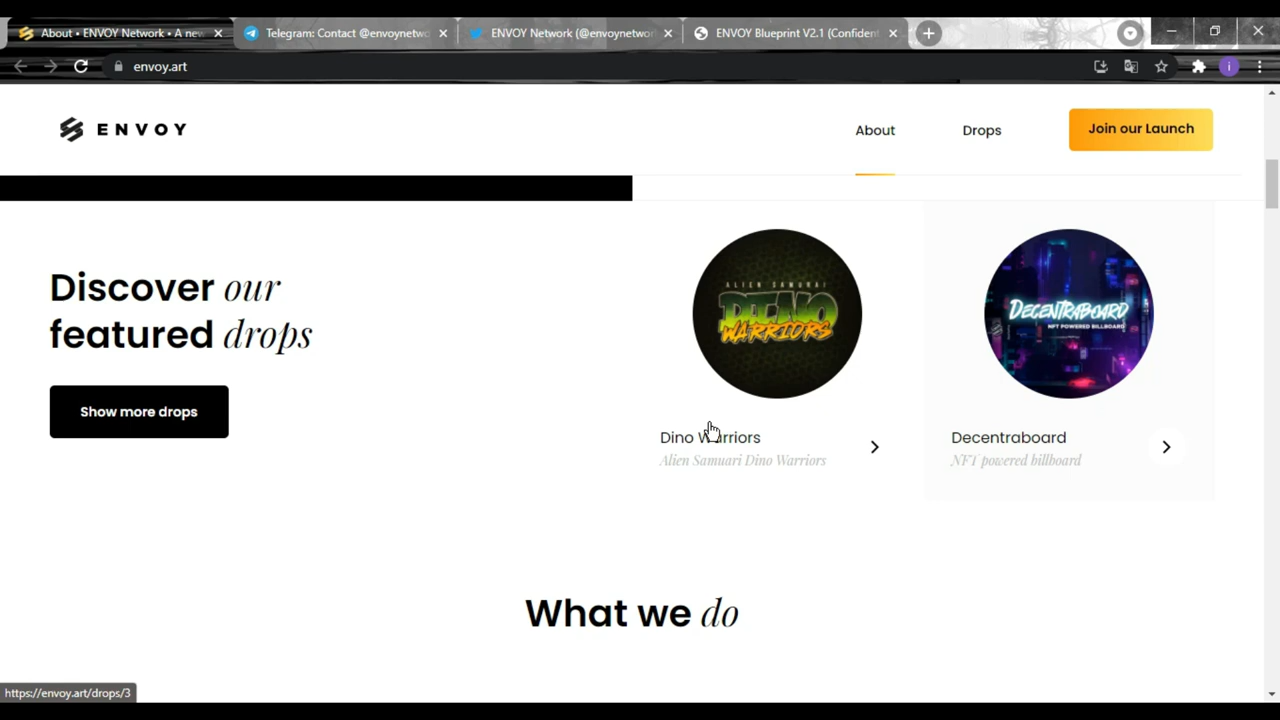 About • ENVOY Network • A new
Telegram: Contact @envoynetwo
ENVOY Network (@envoynetwor
ENVOY Blueprint V2.1 (Confident
envoy.art
i
ENVOY
About
Drops
Join our Launch
Discover our
featured drops
Show more drops
ALIEN SAMURAI
DINO
WARRIORS
Dino Warriors
Alien Samuari Dino Warriors
DECENTRABOARD
NFT POWERED BILLBOARD
Decentraboard
NFT powered billboard
What we do
https://envoy.art/drops/3